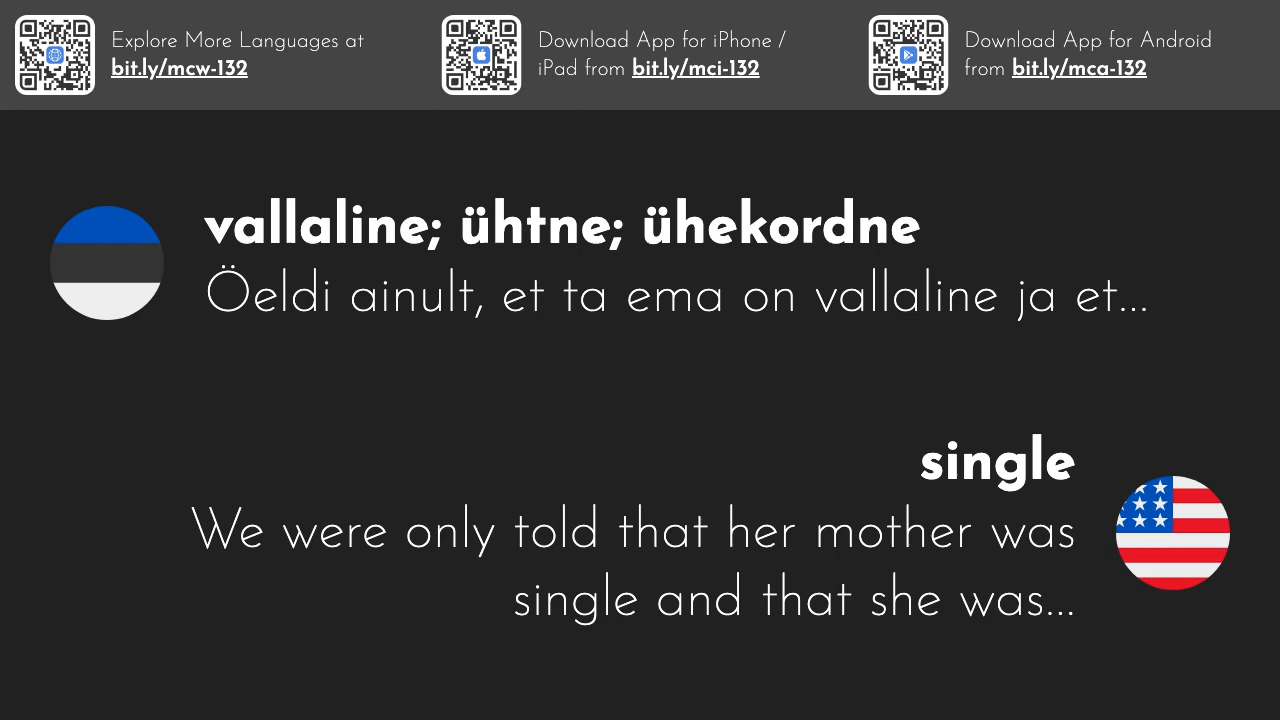 Explore More Languages at
bit.ly/mcw-132
Download App for iPhone /
iPad from bit.ly/mci-132
Download App for Android
from bit.ly/mca-132
vallaline; ühtne; ühekordne
Öeldi ainult, et ta ema on vallaline ja et...
single
We were only told that her mother was
single and that she was...